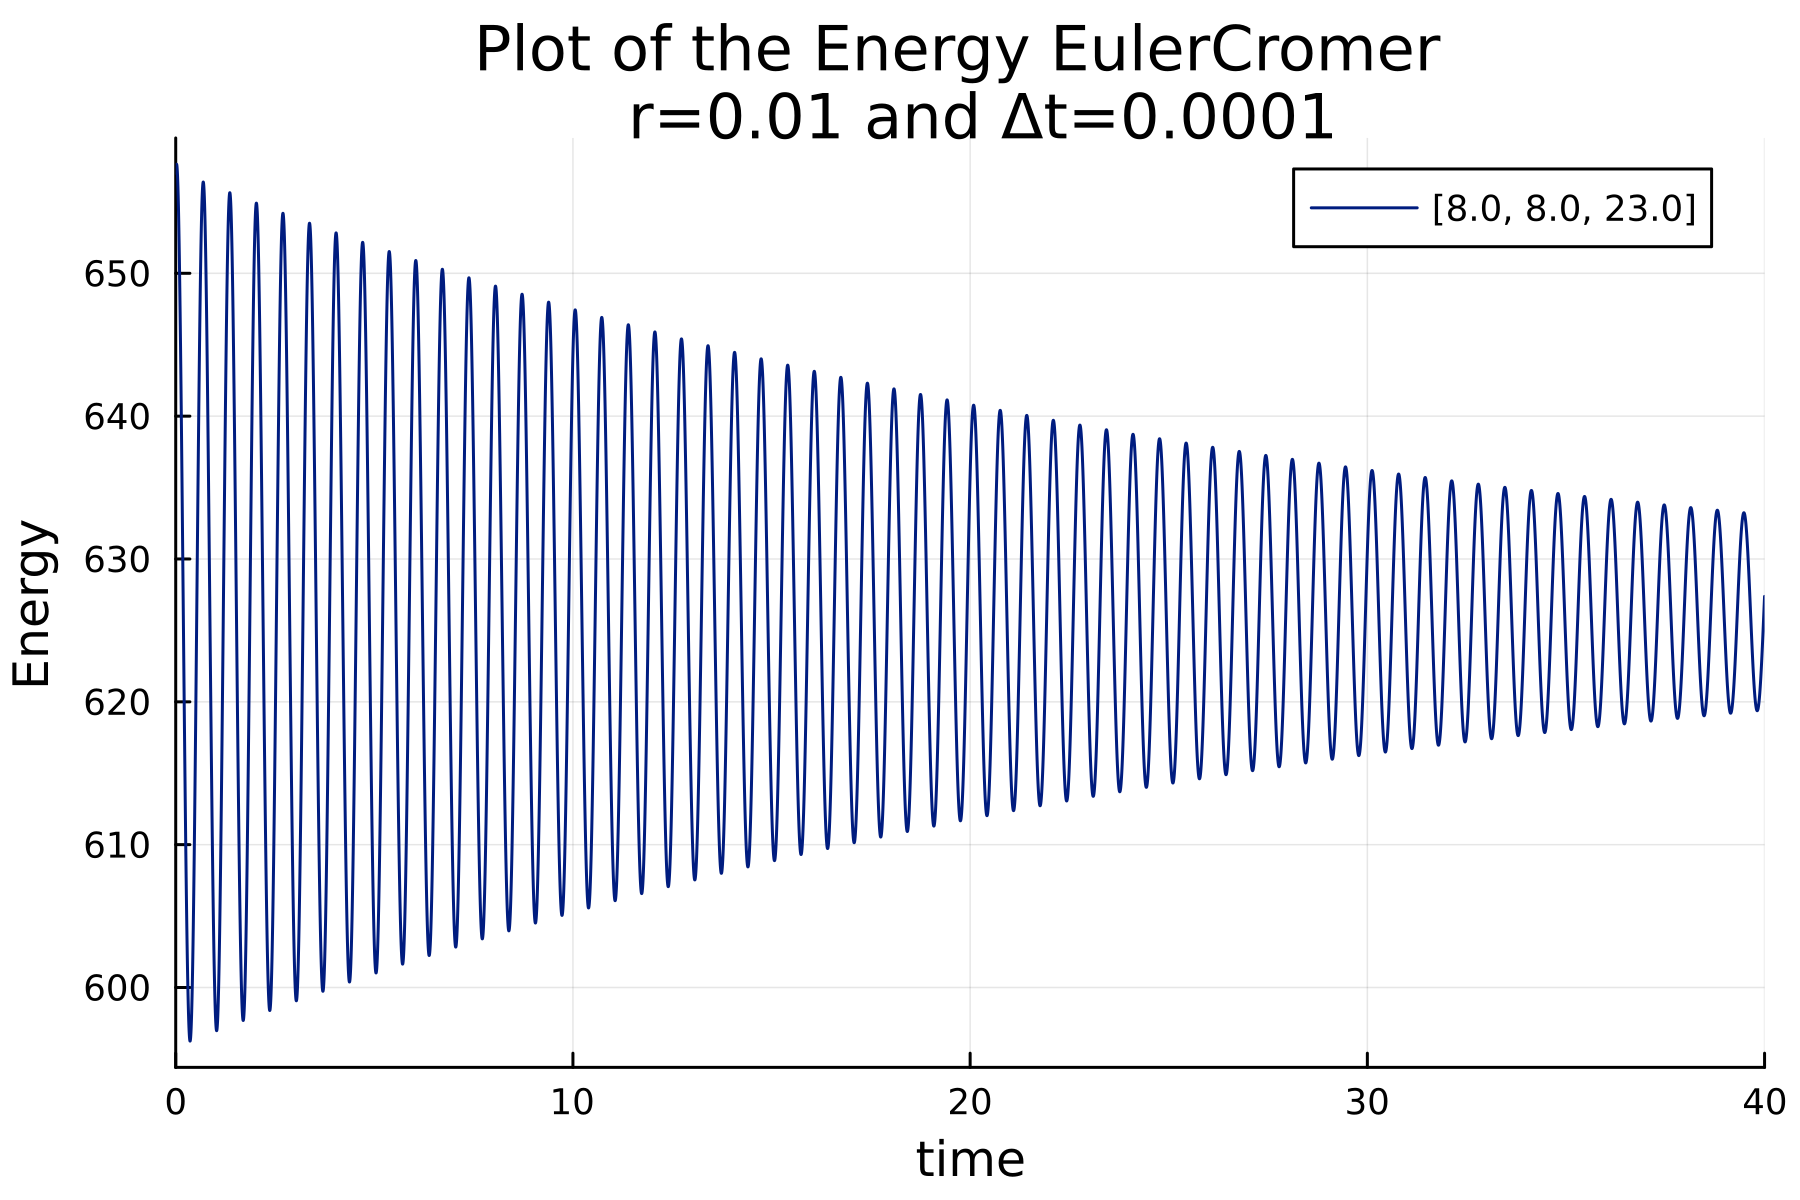 Plot of the Energy EulerCromer
r=0.01 and Δt=0.0001
[8.0, 8.0, 23.0]
650
640
630
620
610
600
Energy
0 10 20 30 40
time